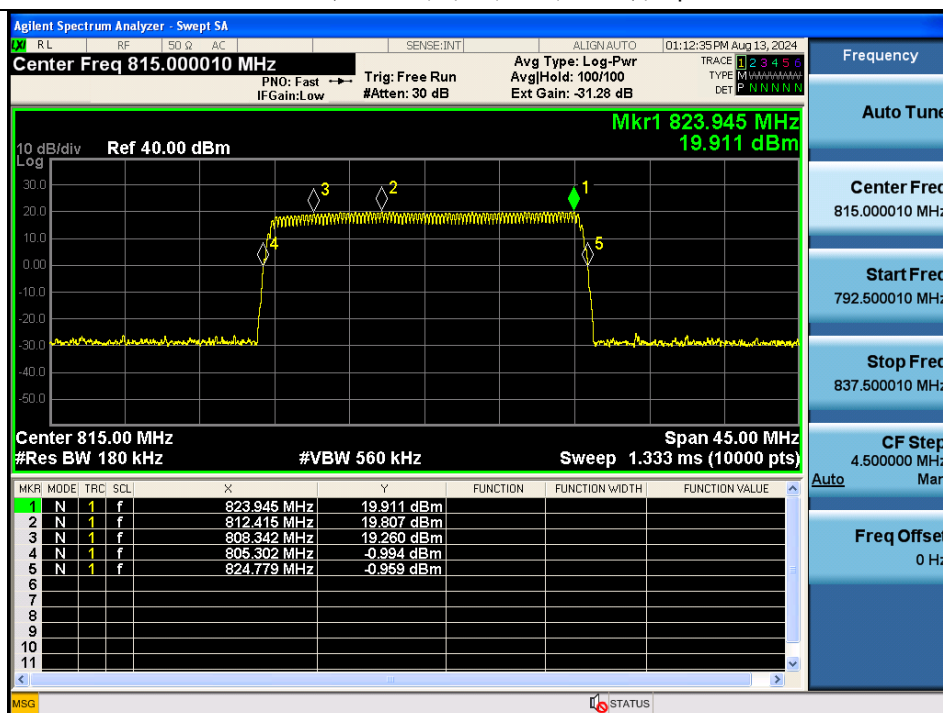 Agilent Spectrum Analyzer - Swept SA
LXI RL RF 50 Ω AC SENSE:INT ALIGN AUTO 01:12:35 PM Aug 13, 2024
Center Freq 815.000010 MHz
PNO: Fast
IFGain:Low
Trig: Free Run
#Atten: 30 dB
Avg Type: Log-Pwr
Avg|Hold: 100/100
Ext Gain: -31.28 dB
TRACE 1 2 3 4 5 6
TYPE M
DET P N N N N N
Mkr1 823.945 MHz
19.911 dBm
10 dB/div Ref 40.00 dBm
Log
30.0
20.0
10.0
0.00
-10.0
-20.0
-30.0
-40.0
-50.0
3 2 1
4 5
Center 815.00 MHz Span 45.00 MHz
#Res BW 180 kHz #VBW 560 kHz Sweep 1.333 ms (10000 pts)
MKR MODE TRC SCL X Y FUNCTION FUNCTION WIDTH FUNCTION VALUE
1 N 1 f 823.945 MHz 19.911 dBm
2 N 1 f 812.415 MHz 19.807 dBm
3 N 1 f 808.342 MHz 19.260 dBm
4 N 1 f 805.302 MHz -0.994 dBm
5 N 1 f 824.779 MHz -0.959 dBm
6
7
8
9
10
11
MSG STATUS
Frequency
Auto Tune
Center Freq
815.000010 MHz
Start Freq
792.500010 MHz
Stop Freq
837.500010 MHz
CF Step
4.500000 MHz
Auto Man
Freq Offset
0 Hz